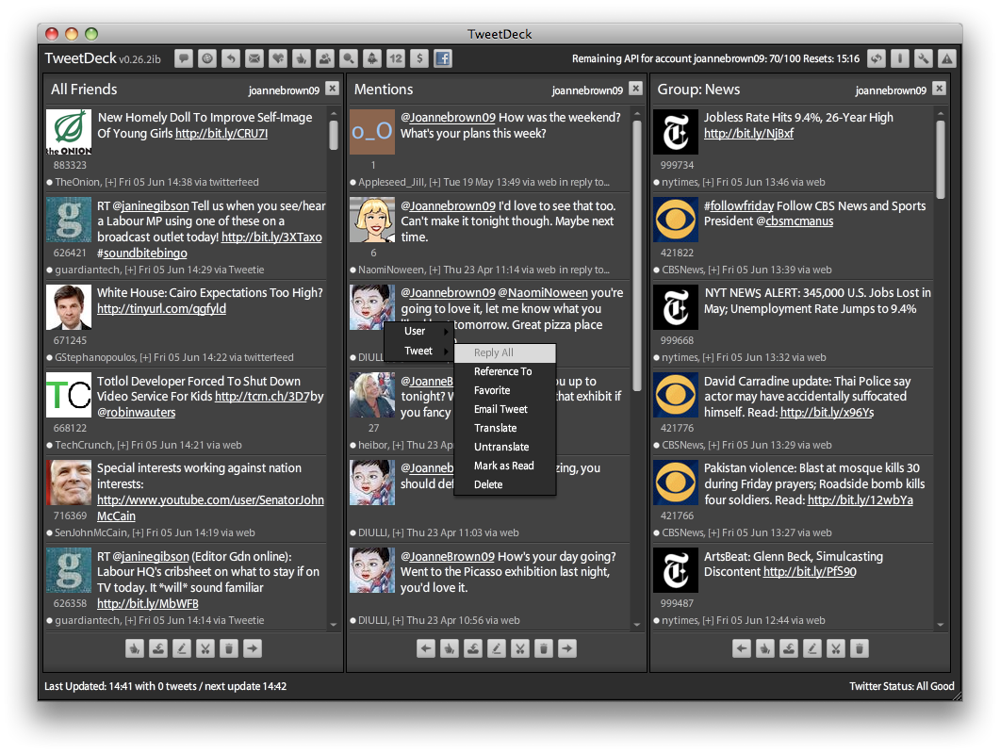 TweetDeck
TweetDeck v0.26.2ib
12
$
f
Remaining API for account joannebrown09: 70/100 Resets: 15:16
All Friends
joannebrown09
New Homely Doll To Improve Self-Image
Of Young Girls http://bit.ly/CRU7I
the ONION
883323
TheOnion, [+] Fri 05 Jun 14:38 via twitterfeed
RT @janinegibson Tell us when you see/hear
a Labour MP using one of these on a
broadcast outlet today! http://bit.ly/3XTaxo
#soundbitebingo
g
626421
guardiantech, [+] Fri 05 Jun 14:29 via Tweetie
White House: Cairo Expectations Too High?
http://tinyurl.com/qgfyld
671245
GStephanopoulos, [+] Fri 05 Jun 14:22 via twitterfeed
Totlol Developer Forced To Shut Down
Video Service For Kids http://tcrn.ch/3D7by
@robinwauters
TC
668122
TechCrunch, [+] Fri 05 Jun 14:21 via web
Special interests working against nation
interests:
http://www.youtube.com/user/SenatorJohn
McCain
716369
SenJohnMcCain, [+] Fri 05 Jun 14:19 via web
RT @janinegibson (Editor Gdn online):
Labour HQ's cribsheet on what to stay if on
TV today. It *will* sound familiar
http://bit.ly/MbWFB
g
626358
guardiantech, [+] Fri 05 Jun 14:14 via Tweetie
Mentions
joannebrown09
@Joannebrown09 How was the weekend?
What's your plans this week?
o_O
1
Appleseed_Jill, [+] Tue 19 May 13:49 via web in reply to...
@Joannebrown09 I'd love to see that too.
Can't make it tonight though. Maybe next
time.
6
NaomiNoween, [+] Thu 23 Apr 11:14 via web in reply to...
@Joannebrown09 @NaomiNoween you're
going to love it, let me know what you
tomorrow. Great pizza place
DIULLI,
User
Tweet
Reply All
Reference To
Favorite
Email Tweet
Translate
Untranslate
Mark as Read
Delete
@JoanneB u up to
tonight? W that exhibit if
you fancy
27
heibor, [+] Thu 23 Ap
@Joanneb zing, you
should def
DIULLI, [+] Thu 23 Apr 11:03 via web
@JoanneBrown09 How's your day going?
Went to the Picasso exhibition last night,
you'd love it.
DIULLI, [+] Thu 23 Apr 10:56 via web
Group: News
joannebrown09
Jobless Rate Hits 9.4%, 26-Year High
http://bit.ly/NjBxf
999734
nytimes, [+] Fri 05 Jun 13:46 via web
#followfriday Follow CBS News and Sports
President @cbsmcmanus
421822
CBSNews, [+] Fri 05 Jun 13:39 via web
NYT NEWS ALERT: 345,000 U.S. Jobs Lost in
May; Unemployment Rate Jumps to 9.4%
999668
nytimes, [+] Fri 05 Jun 13:32 via web
David Carradine update: Thai Police say
actor may have accidentally suffocated
himself. Read: http://bit.ly/x96Ys
421776
CBSNews, [+] Fri 05 Jun 13:29 via web
Pakistan violence: Blast at mosque kills 30
during Friday prayers; Roadside bomb kills
four soldiers. Read: http://bit.ly/12wbYa
421766
CBSNews, [+] Fri 05 Jun 13:27 via web
ArtsBeat: Glenn Beck, Simulcasting
Discontent http://bit.ly/PfS90
999487
nytimes, [+] Fri 05 Jun 12:44 via web
Last Updated: 14:41 with 0 tweets / next update 14:42
Twitter Status: All Good